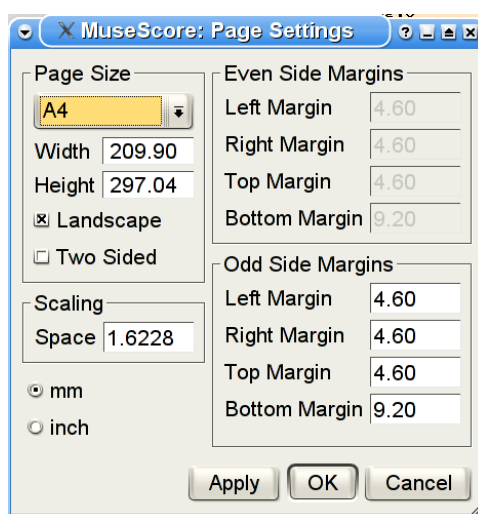 MuseScore: Page Settings
Page Size
A4
Width 209.90
Height 297.04
Landscape
Two Sided
Scaling
Space 1.6228
mm
inch
Even Side Margins
Left Margin 4.60
Right Margin 4.60
Top Margin 4.60
Bottom Margin 9.20
Odd Side Margins
Left Margin 4.60
Right Margin 4.60
Top Margin 4.60
Bottom Margin 9.20
Apply OK Cancel